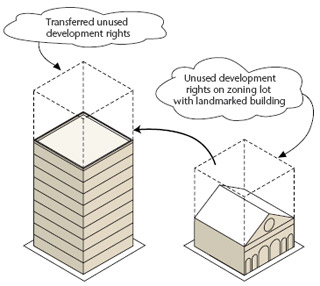 Transferred unused
development rights
Unused development
rights on zoning lot
with landmarked building